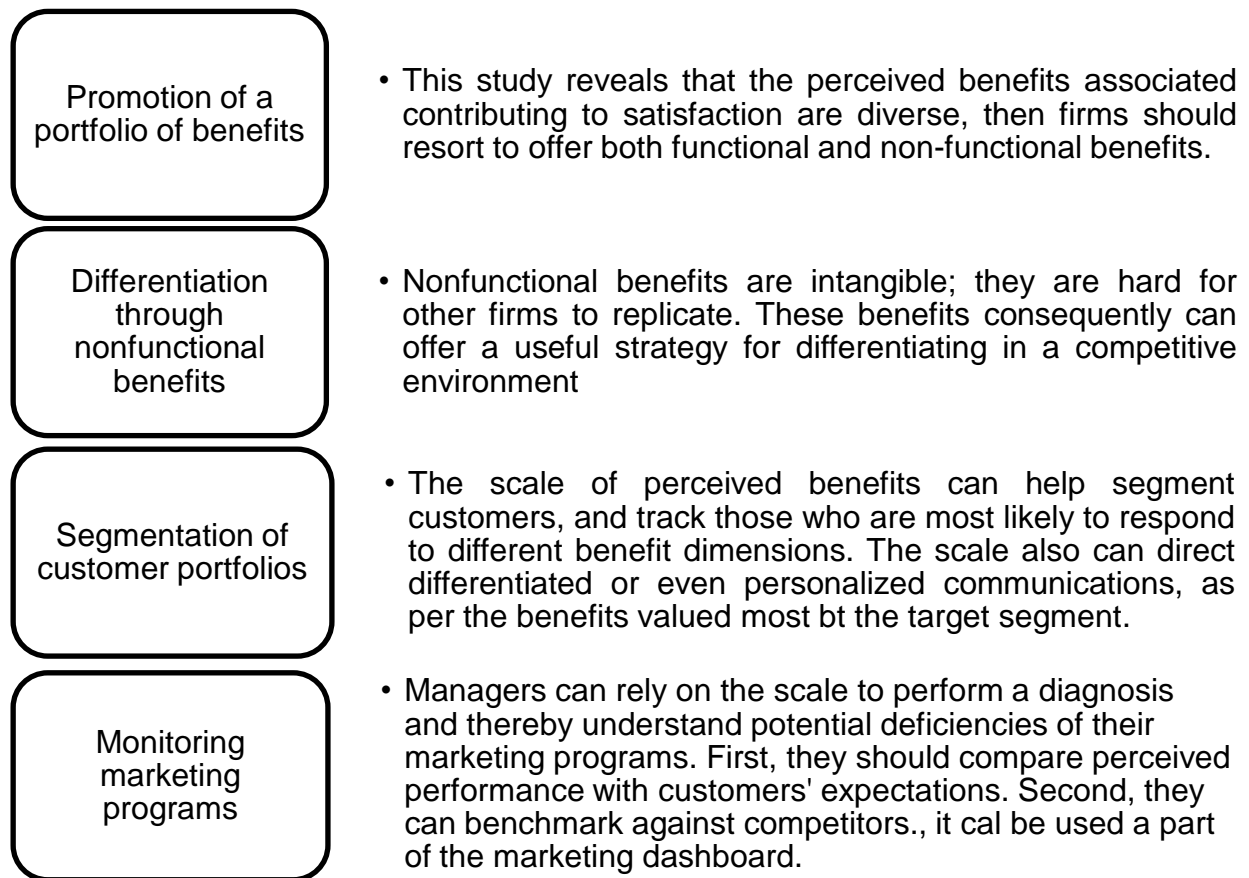 Promotion of a
portfolio of benefits
• This study reveals that the perceived benefits associated
contributing to satisfaction are diverse, then firms should
resort to offer both functional and non-functional benefits.
Differentiation
through
nonfunctional
benefits
• Nonfunctional benefits are intangible; they are hard for
other firms to replicate. These benefits consequently can
offer a useful strategy for differentiating in a competitive
environment
Segmentation of
customer portfolios
• The scale of perceived benefits can help segment
customers, and track those who are most likely to respond
to different benefit dimensions. The scale also can direct
differentiated or even personalized communications, as
per the benefits valued most bt the target segment.
Monitoring
marketing
programs
• Managers can rely on the scale to perform a diagnosis
and thereby understand potential deficiencies of their
marketing programs. First, they should compare perceived
performance with customers' expectations. Second, they
can benchmark against competitors., it cal be used a part
of the marketing dashboard.